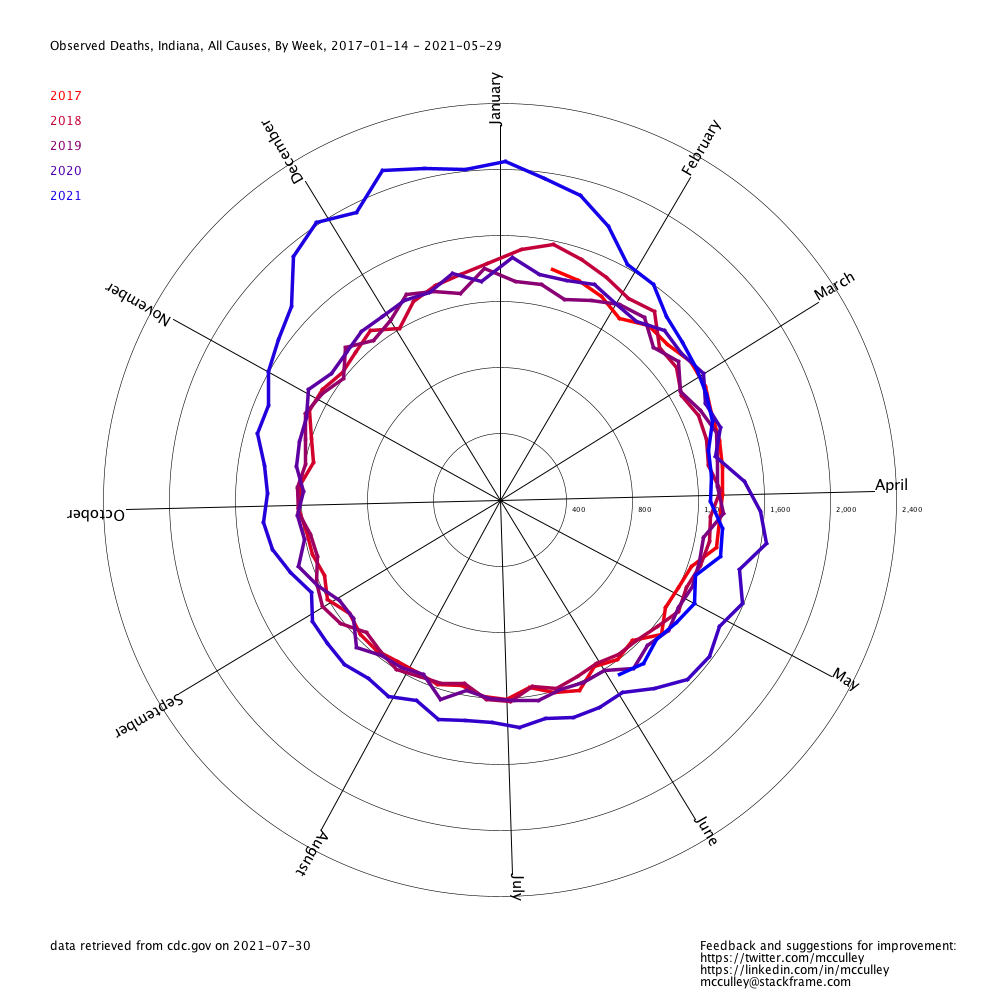 Observed Deaths, Indiana, All Causes, By Week, 2017-01-14 - 2021-05-29
2017
2018
2019
2020
2021
January
February
March
April
May
June
July
August
September
October
November
December
400
800
1,600
2,000
2,400
data retrieved from cdc.gov on 2021-07-30
Feedback and suggestions for improvement:
https://twitter.com/mcculley
https://linkedin.com/in/mcculley
mcculley@stackframe.com